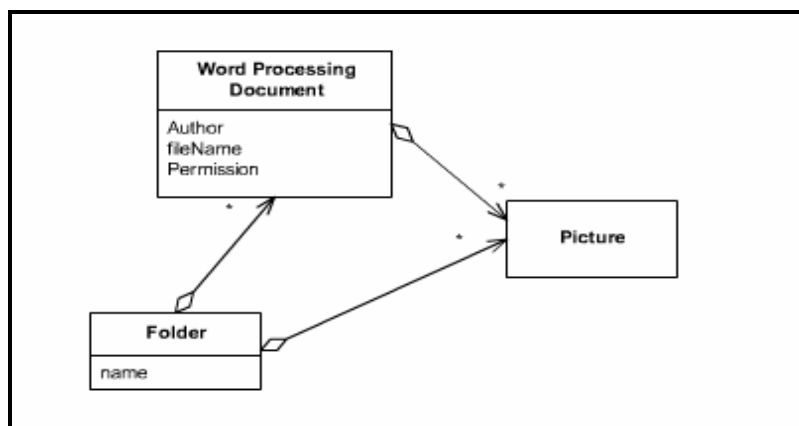 Word Processing
Document
Author
fileName
Permission
*
*
*
Picture
Folder
name